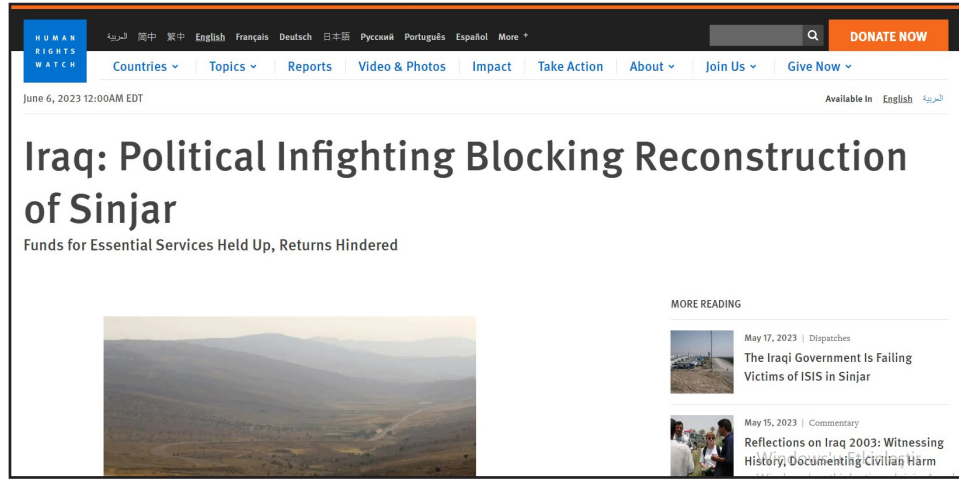 HUMAN
RIGHTS
WATCH
العربية 简中 繁中 English Français Deutsch 日本語 Русский Português Español More +
DONATE NOW
Countries Topics Reports Video & Photos Impact Take Action About Join Us Give Now
June 6, 2023 12:00AM EDT
Available In English العربية
Iraq: Political Infighting Blocking Reconstruction
of Sinjar
Funds for Essential Services Held Up, Returns Hindered
MORE READING
May 17, 2023 | Dispatches
The Iraqi Government Is Failing
Victims of ISIS in Sinjar
May 15, 2023 | Commentary
Reflections on Iraq 2003: Witnessing
History, Documenting Civilian Harm
Windows'u Etkinleştir